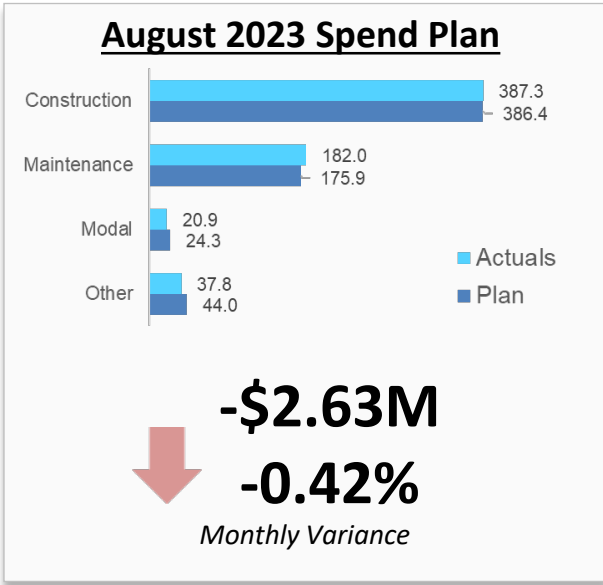 August 2023 Spend Plan
Construction
387.3
386.4
Maintenance
182.0
175.9
Modal
20.9
24.3
Other
37.8
44.0
Actuals
Plan
-$2.63M
-0.42%
Monthly Variance